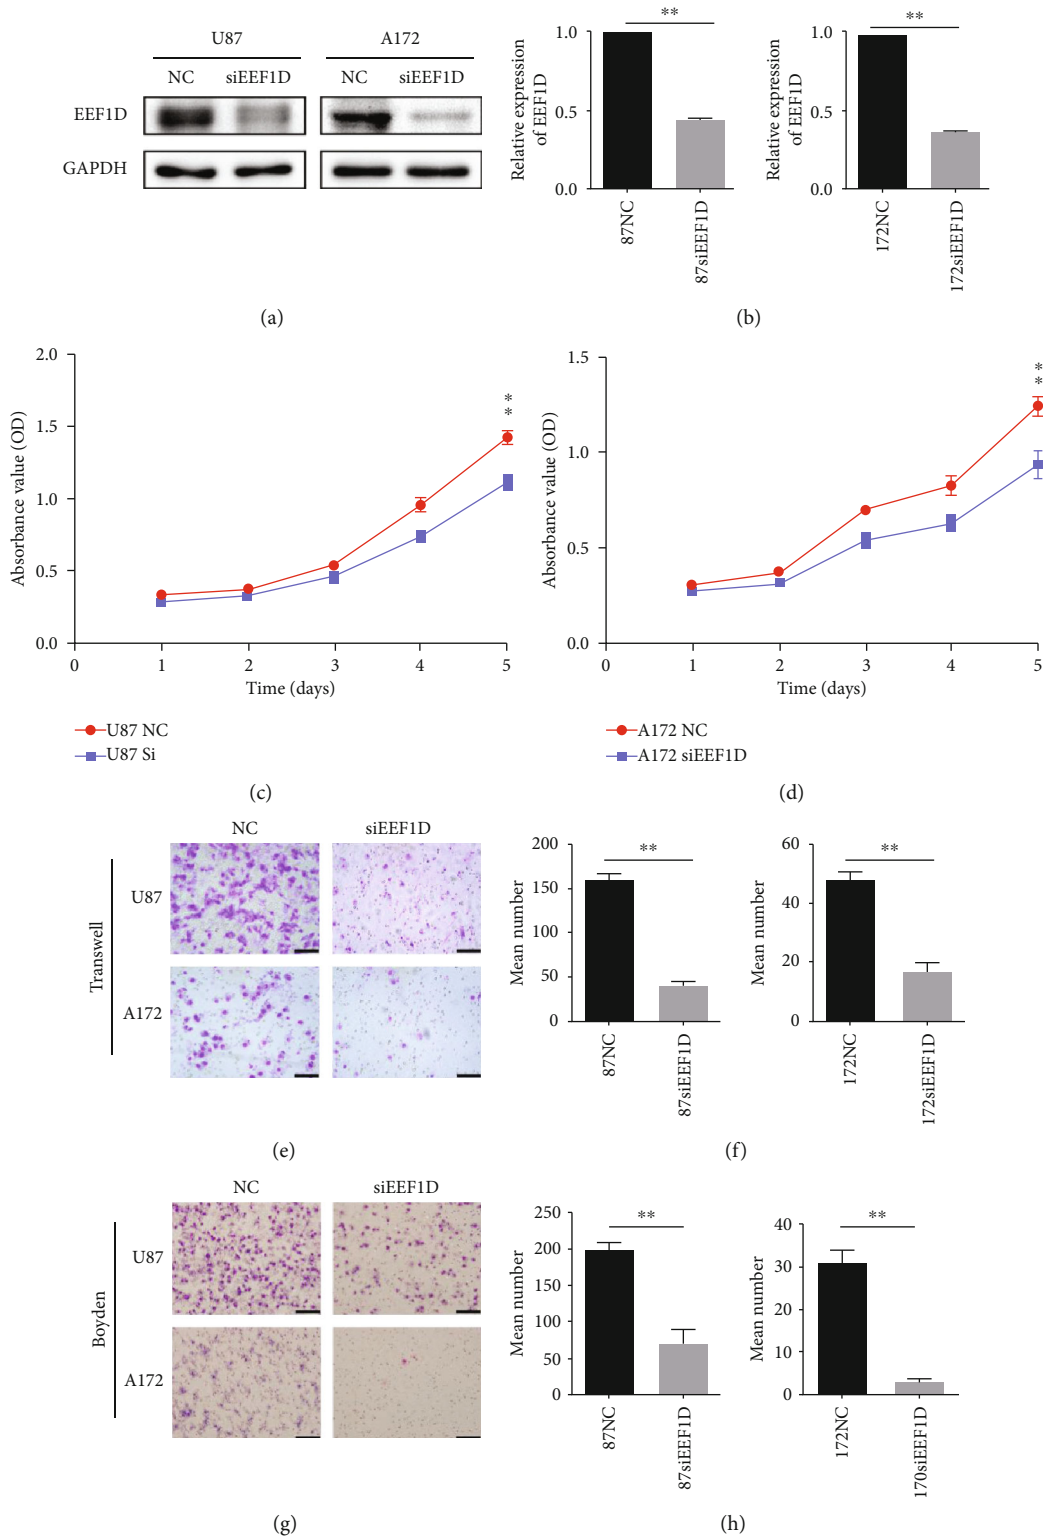 U87 A172
NC siEEF1D NC siEEF1D
EEF1D
GAPDH
(a)
Relative expression
of EEF1D
1.0
0.5
0.0
**
87NC
87siEEF1D
Relative expression
of EEF1D
1.0
0.5
0.0
**
172NC
172siEEF1D
(b)
Absorbance value (OD)
2.0
1.5
1.0
0.5
0.0
0 1 2 3 4 5
Time (days)
**
U87 NC
U87 Si
(c)
Absorbance value (OD)
1.5
1.0
0.5
0.0
0 1 2 3 4 5
Time (days)
**
A172 NC
A172 siEEF1D
(d)
NC siEEF1D
Transwell
U87
A172
(e)
Mean number
200
150
100
50
0
**
87NC
87siEEF1D
Mean number
60
40
20
0
**
172NC
172siEEF1D
(f)
NC siEEF1D
Boyden
U87
A172
(g)
Mean number
250
200
150
100
50
0
**
87NC
87siEEF1D
Mean number
40
30
20
10
0
**
172NC
170siEEF1D
(h)